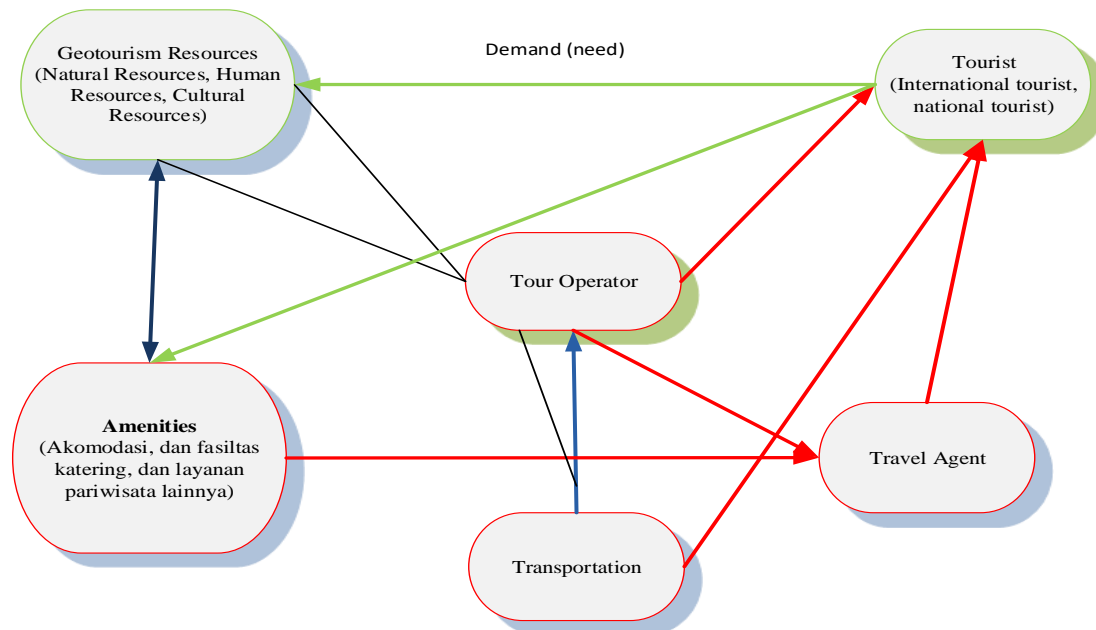 Geotourism Resources
(Natural Resources, Human
Resources, Cultural
Resources)
Demand (need)
Tourist
(International tourist,
national tourist)
Tour Operator
Amenities
(Akomodasi, dan fasiltas
katering, dan layanan
pariwisata lainnya)
Travel Agent
Transportation